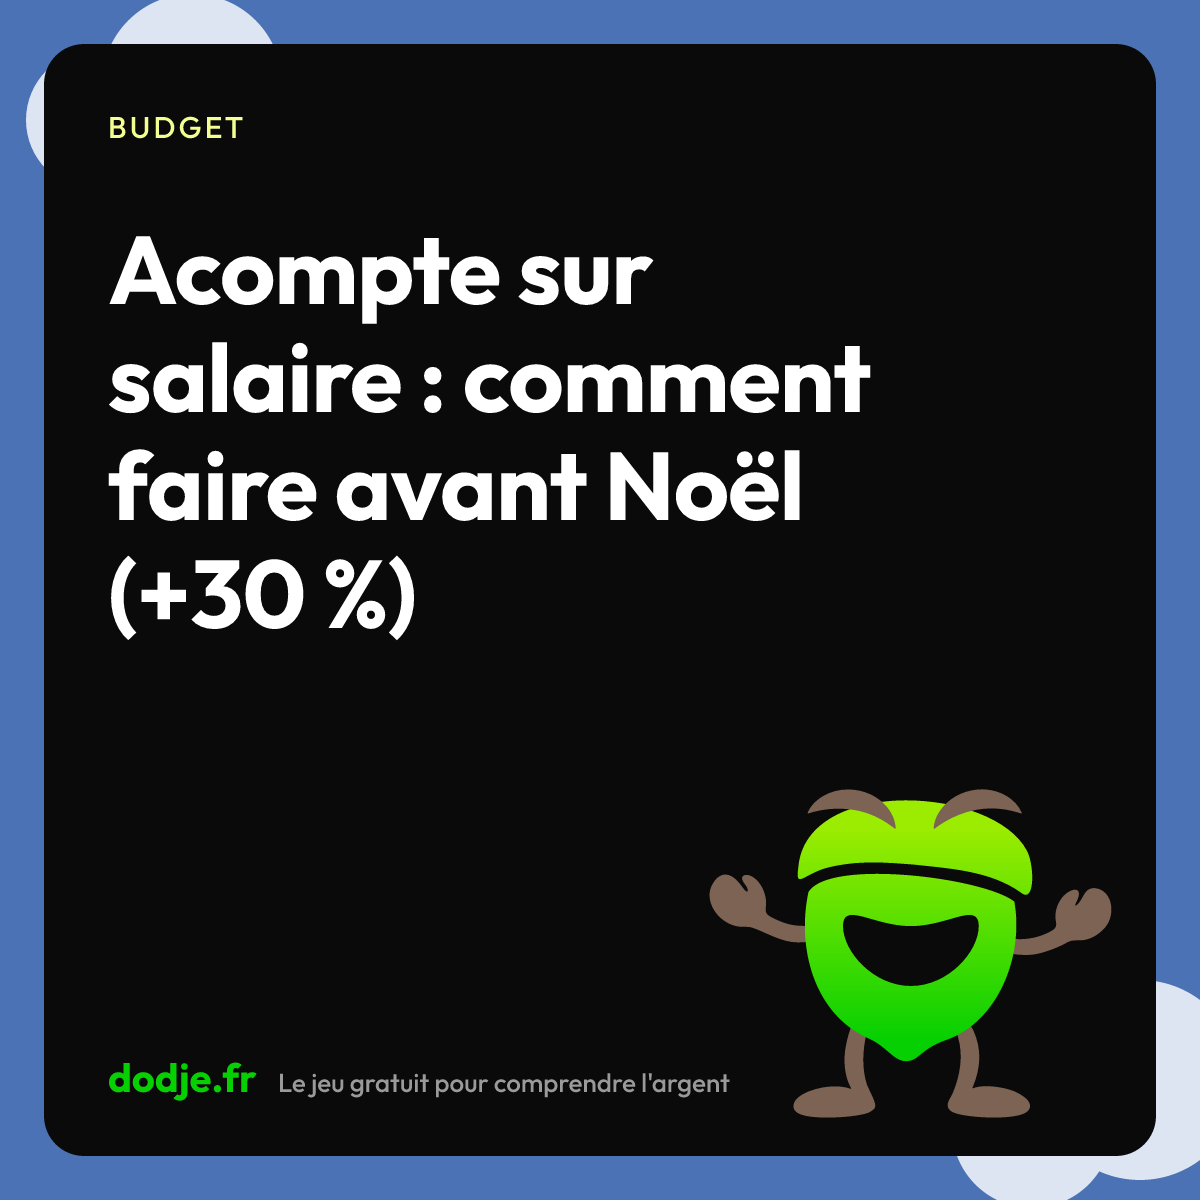 BUDGET
Acompte sur
salaire : comment
faire avant Noël
(+30 %)
dodje.fr Le jeu gratuit pour comprendre l'argent